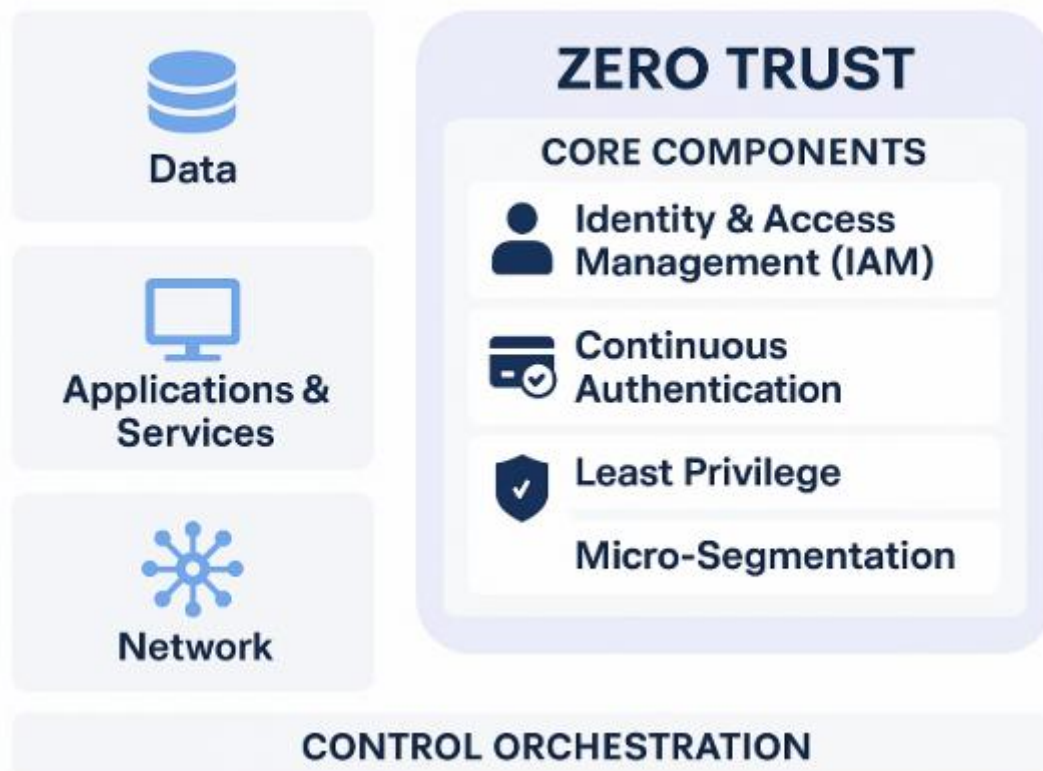 Data
Applications &
Services
Network
ZERO TRUST
CORE COMPONENTS
Identity & Access
Management (IAM)
Continuous
Authentication
Least Privilege
Micro-Segmentation
CONTROL ORCHESTRATION